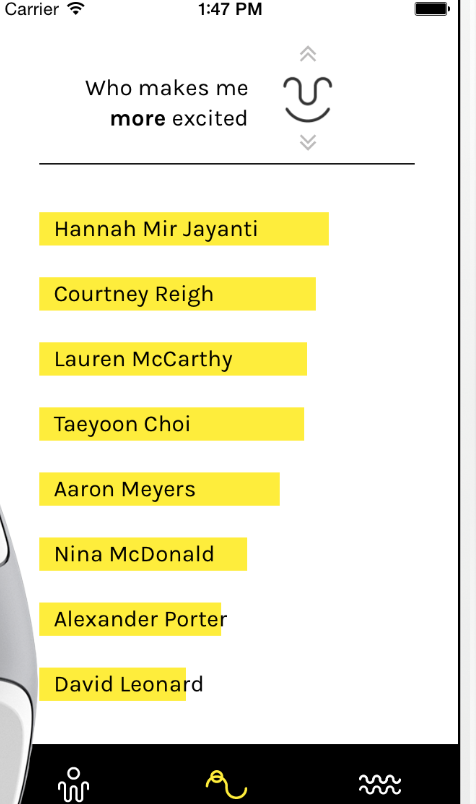 Carrier 1:47 PM
Who makes me
more excited
Hannah Mir Jayanti
Courtney Reigh
Lauren McCarthy
Taeyoon Choi
Aaron Meyers
Nina McDonald
Alexander Porter
David Leonard